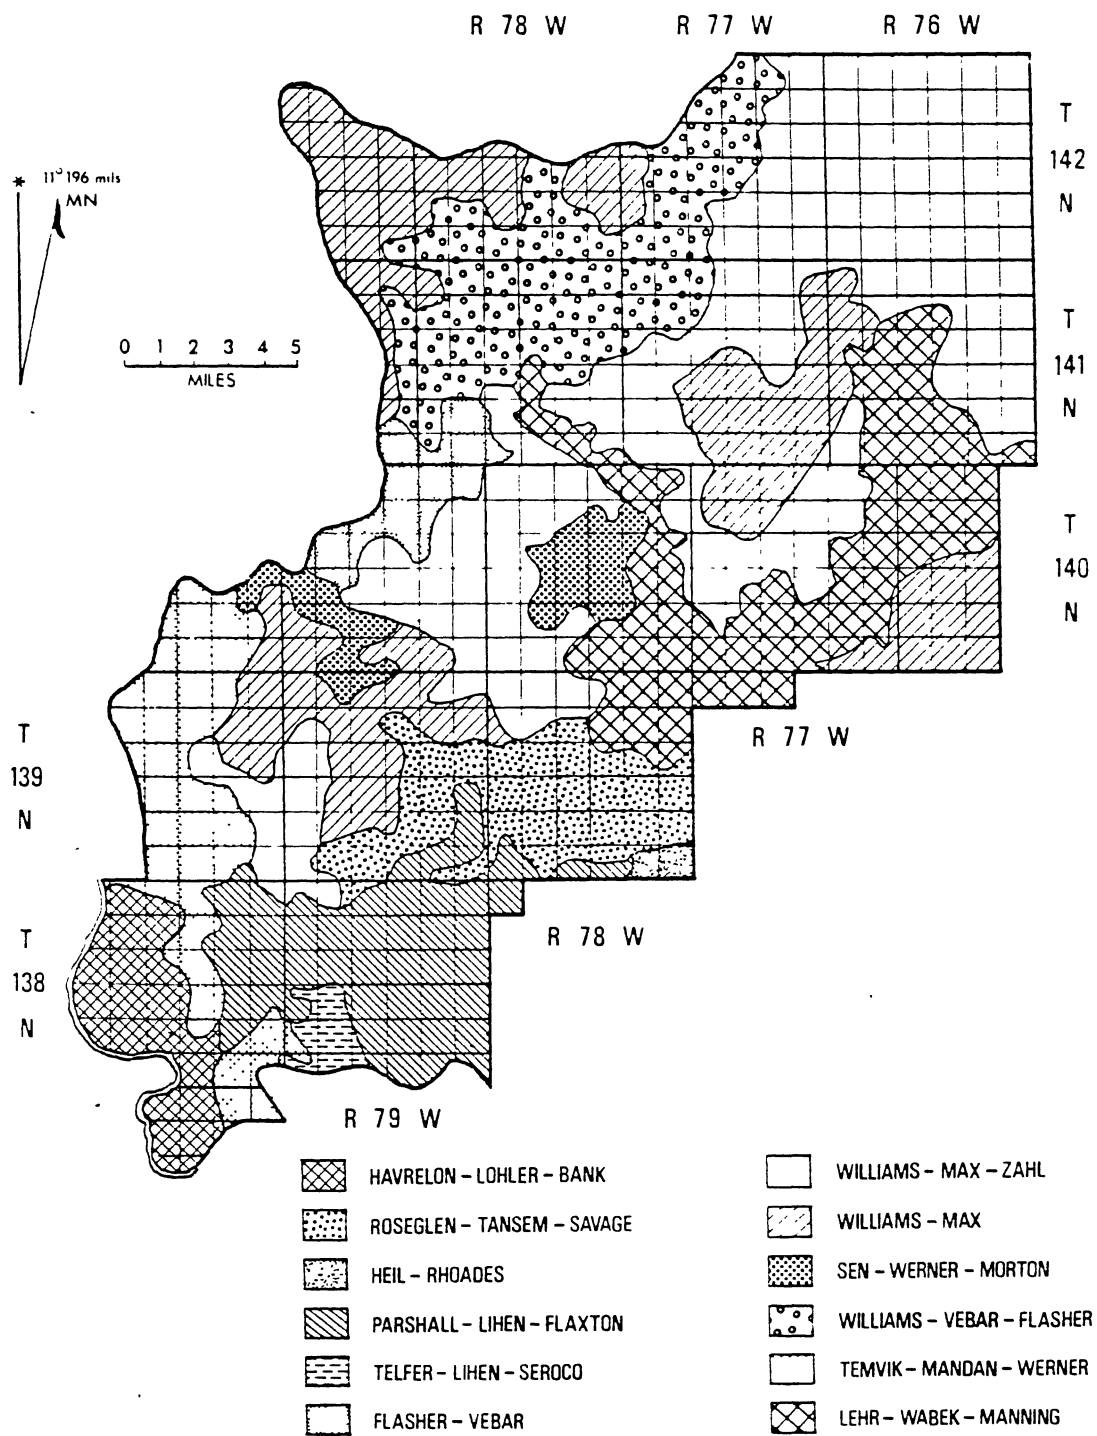 R 78 W
R 77 W
R 76 W
T
142
N
* 11° 196 mils
MN
0 1 2 3 4 5
MILES
T
141
N
T
140
N
R 77 W
T
139
N
R 78 W
T
138
N
R 79 W
HAVRELON – LOHLER – BANK
ROSEGLEN – TANSEM – SAVAGE
HEIL – RHOADES
PARSHALL – LIHEN – FLAXTON
TELFER – LIHEN – SEROCO
FLASHER – VEBAR
WILLIAMS – MAX – ZAHL
WILLIAMS – MAX
SEN – WERNER – MORTON
WILLIAMS – VEBAR – FLASHER
TEMVIK – MANDAN – WERNER
LEHR – WABEK – MANNING